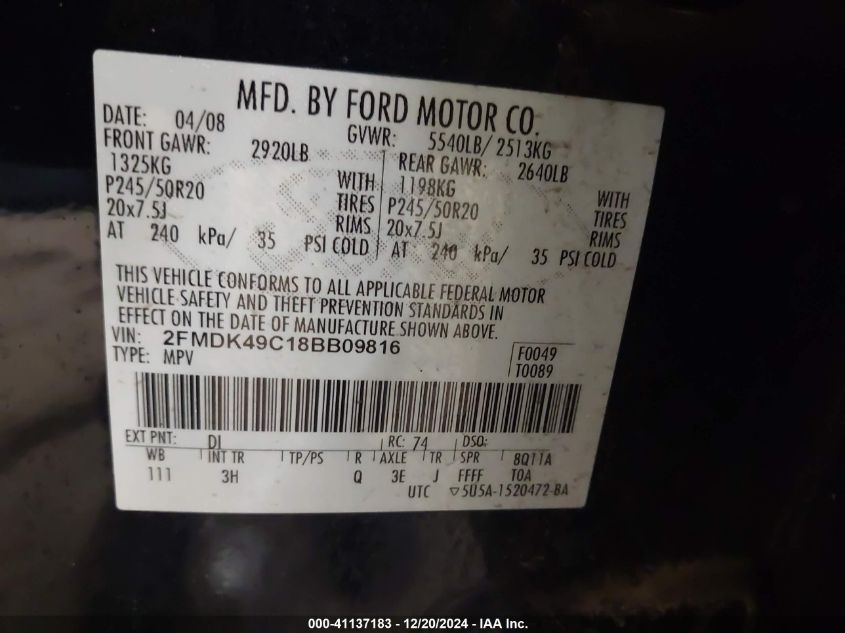 MFD. BY FORD MOTOR CO.
DATE: 04/08 GVWR: 5540LB/ 2513KG
FRONT GAWR: 2920LB REAR GAWR: 2640LB
1325KG WITH 1198KG WITH
P245/50R20 TIRES P245/50R20 TIRES
20x7.5J RIMS 20x7.5J RIMS
AT 240 kPa/ 35 PSI COLD AT 240 kPa/ 35 PSI COLD
THIS VEHICLE CONFORMS TO ALL APPLICABLE FEDERAL MOTOR
VEHICLE SAFETY AND THEFT PREVENTION STANDARDS IN
EFFECT ON THE DATE OF MANUFACTURE SHOWN ABOVE.
VIN: 2FMDK49C18BB09816 F0049
TYPE: MPV T0089
EXT PNT: DL RC: 74 DSO:
WB INT TR TP/PS R AXLE TR SPR 8Q11A
111 3H Q 3E J FFFF TOA
UTC ▽5U5A-1520472-BA
000-41137183 - 12/20/2024 - IAA Inc.